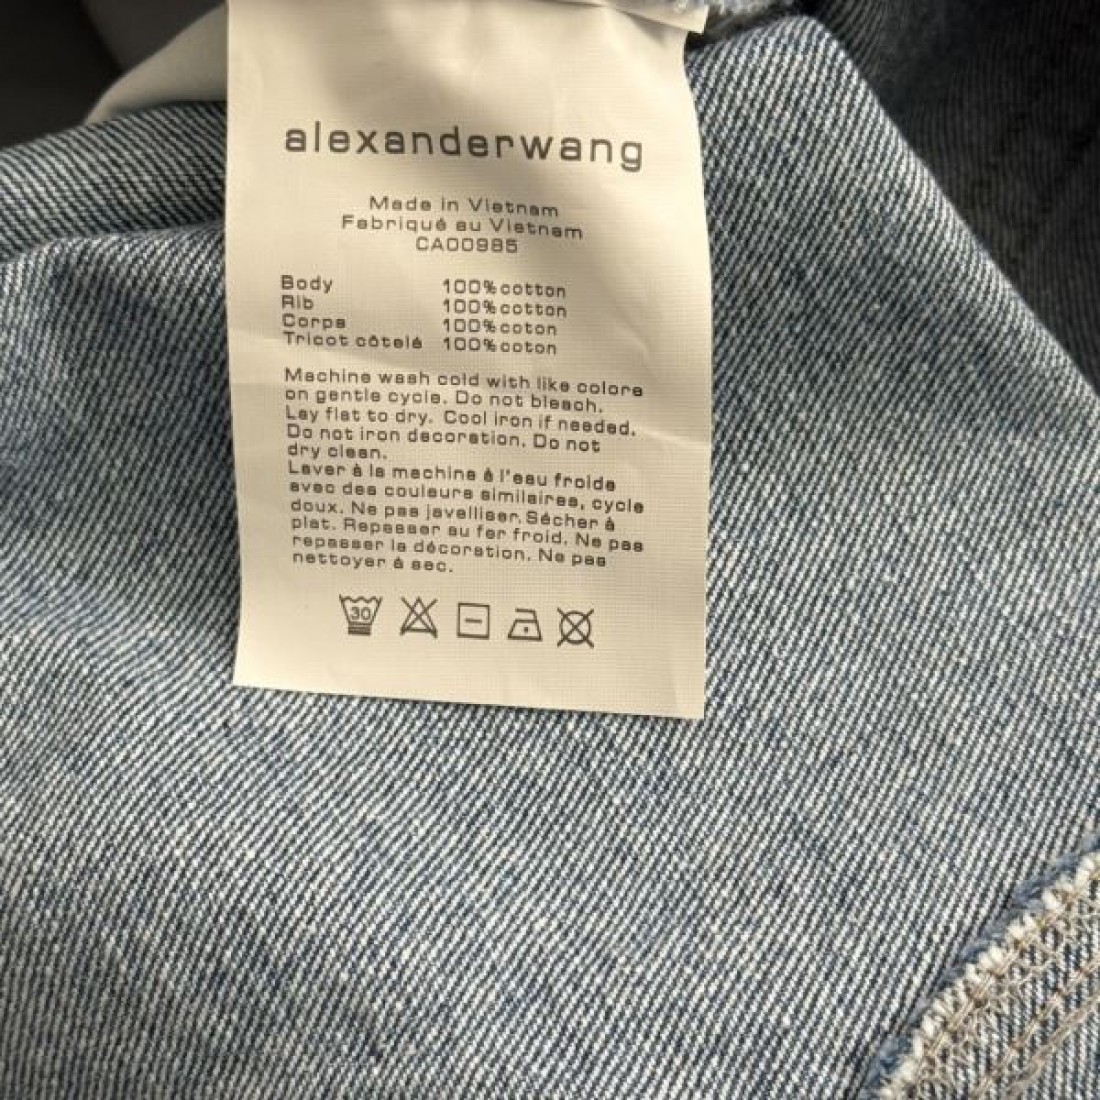 alexanderwang
Made in Vietnam
Fabriqué au Vietnam
CA00985
Body 100%cotton
Rib 100%cotton
Corps 100%coton
Tricot côtelé 100%coton
Machine wash cold with like colors
on gentle cycle. Do not bleach.
Lay flat to dry. Cool iron if needed.
Do not iron decoration. Do not
dry clean.
Laver à la machine à l'eau froide
avec des couleurs similaires, cycle
doux. Ne pas javelliser. Sécher à
plat. Repasser au fer froid. Ne pas
repasser la décoration. Ne pas
nettoyer à sec.
30